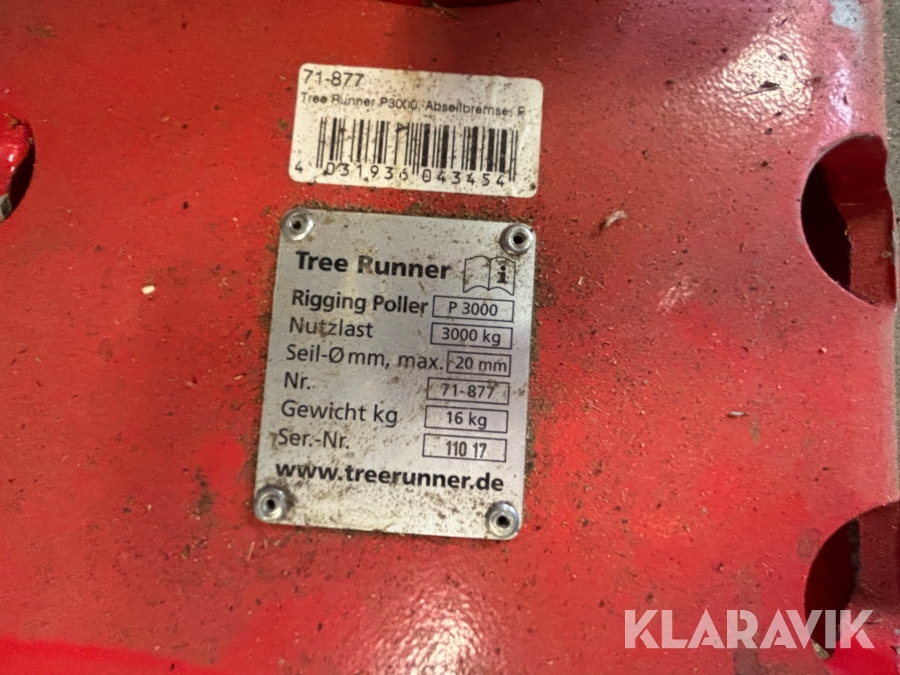 71-877
Tree Runner P3000, Abseilbremse, P
4 031936 043454
Tree Runner i
Rigging Poller P 3000
Nutzlast 3000 kg
Seil-Ømm, max. -20 mm
Nr. 71-877
Gewicht kg 16 kg
Ser.-Nr. 110 17
www.treerunner.de
KLARAVIK